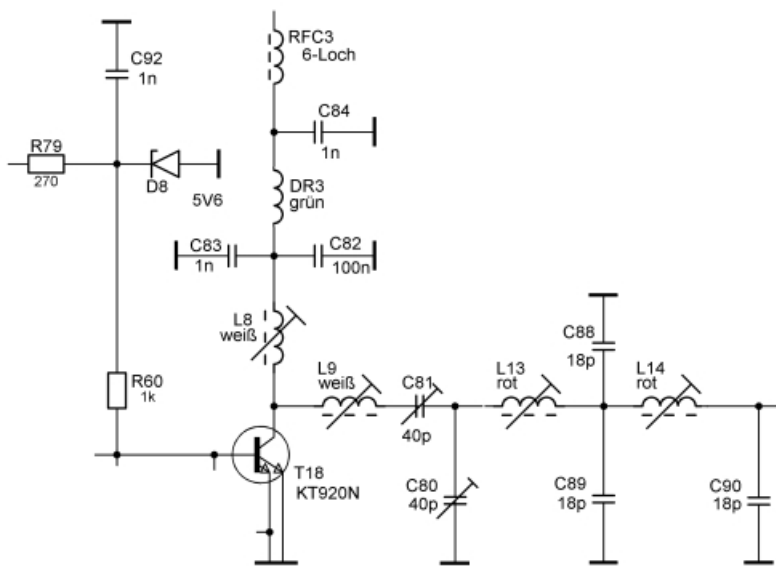 RFC3
6-Loch
C92
1n
C84
1n
R79
270
D8
5V6
DR3
grün
C83
1n
C82
100n
L8
weiß
L9
weiß
C81
40p
L13
rot
C88
18p
L14
rot
R60
1k
T18
KT920N
C80
40p
C89
18p
C90
18p